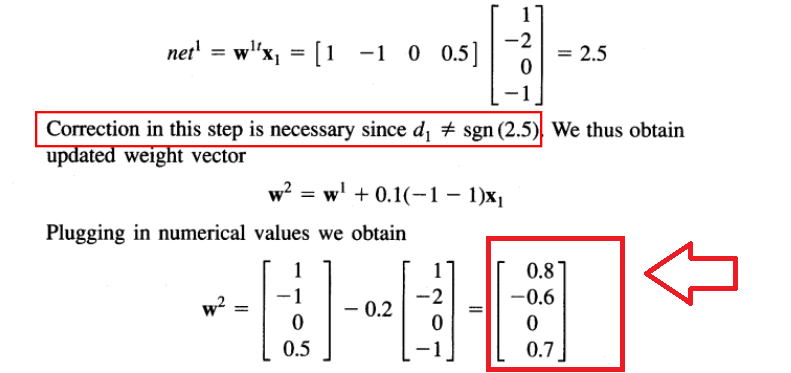 net¹ = w¹ᵗx₁ = [1 −1 0 0.5] [1 −2 0 −1] = 2.5
Correction in this step is necessary since d₁ ≠ sgn (2.5). We thus obtain
updated weight vector
w² = w¹ + 0.1(−1 − 1)x₁
Plugging in numerical values we obtain
w² = [1 −1 0 0.5] − 0.2 [1 −2 0 −1] = [0.8 −0.6 0 0.7]